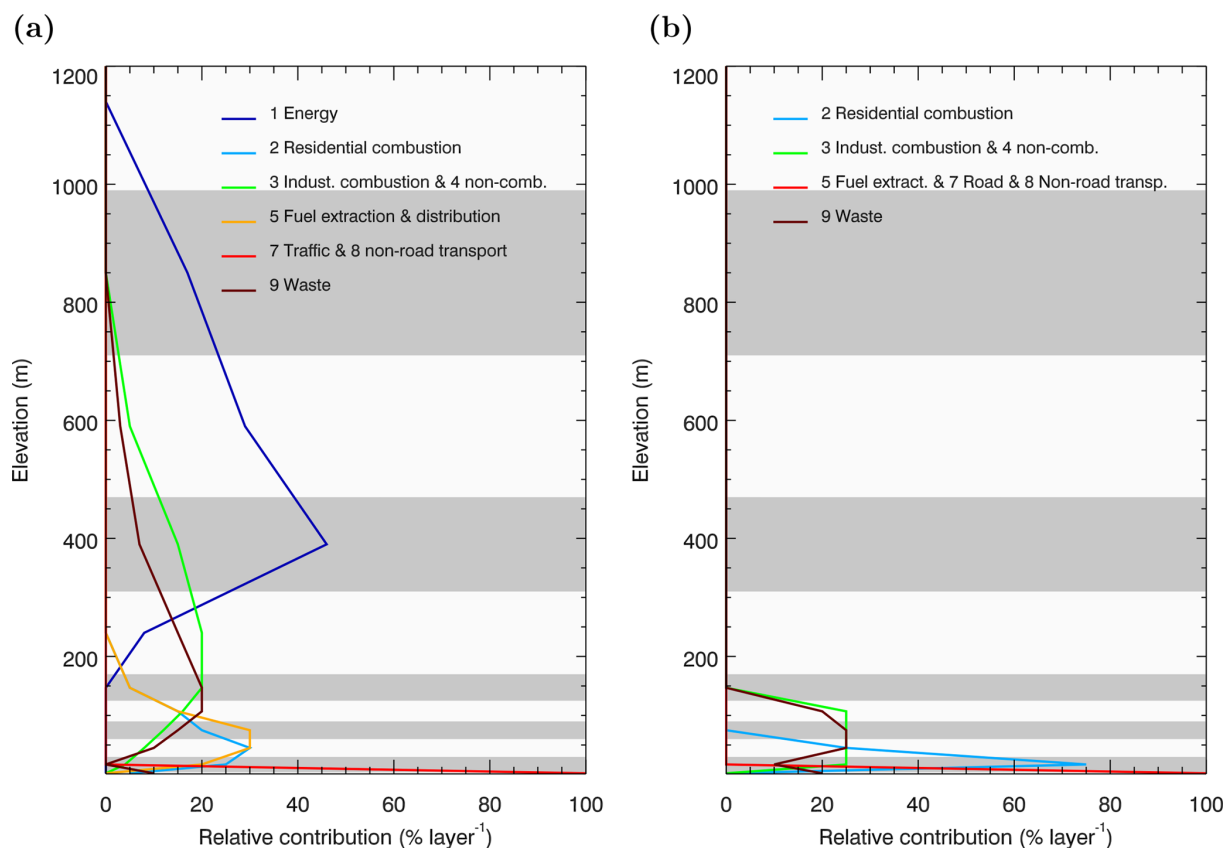 (a)
1200
1000
800
600
400
200
0
20
40
60
80
100
Elevation (m)
Relative contribution (% layer-1)
1 Energy
2 Residential combustion
3 Indust. combustion & 4 non-comb.
5 Fuel extraction & distribution
7 Traffic & 8 non-road transport
9 Waste
(b)
1200
1000
800
600
400
200
0
20
40
60
80
100
Elevation (m)
Relative contribution (% layer-1)
2 Residential combustion
3 Indust. combustion & 4 non-comb.
5 Fuel extract. & 7 Road & 8 Non-road transp.
9 Waste